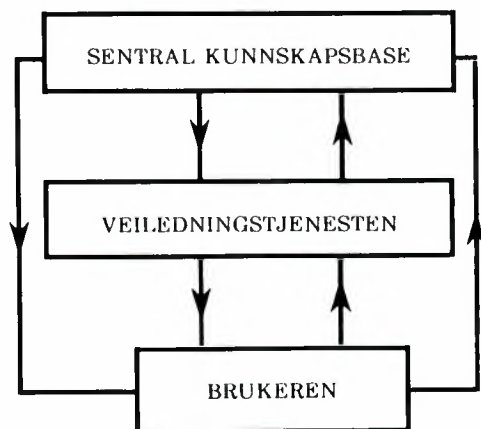 SENTRAL KUNNSKAPSBASE
VEILEDNINGSTJENESTEN
BRUKEREN